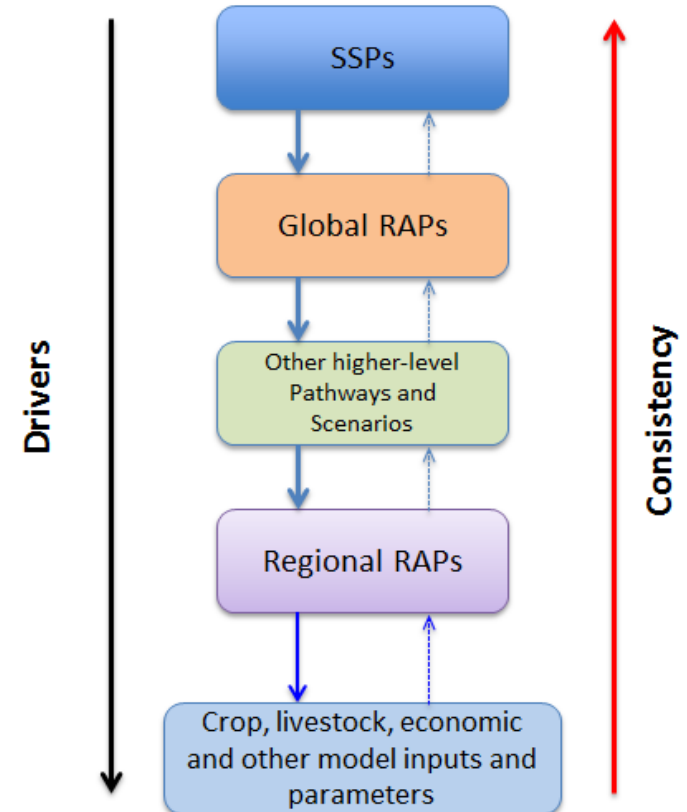 SSPs
Global RAPs
Other higher-level
Pathways and
Scenarios
Drivers
Consistency
Regional RAPs
Crop, livestock, economic
and other model inputs and
parameters